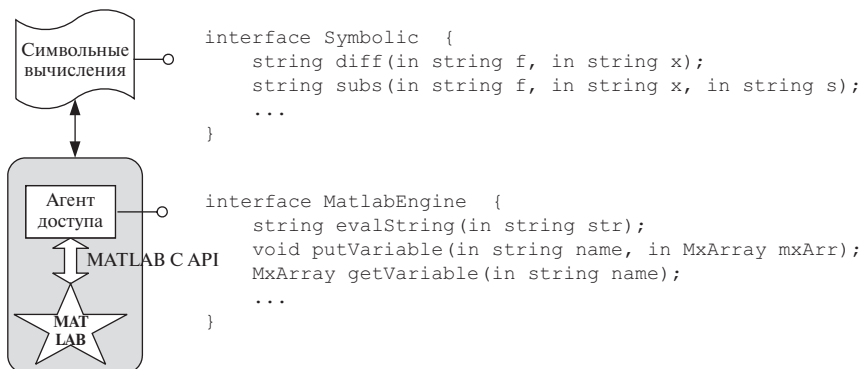 Символьные
вычисления
interface Symbolic {
string diff(in string f, in string x);
string subs(in string f, in string x, in string s);
...
}
Агент
доступа
MATLAB C API
MAT
LAB
interface MatlabEngine {
string evalString(in string str);
void putVariable(in string name, in MxArray mxArr);
MxArray getVariable(in string name);
...
}